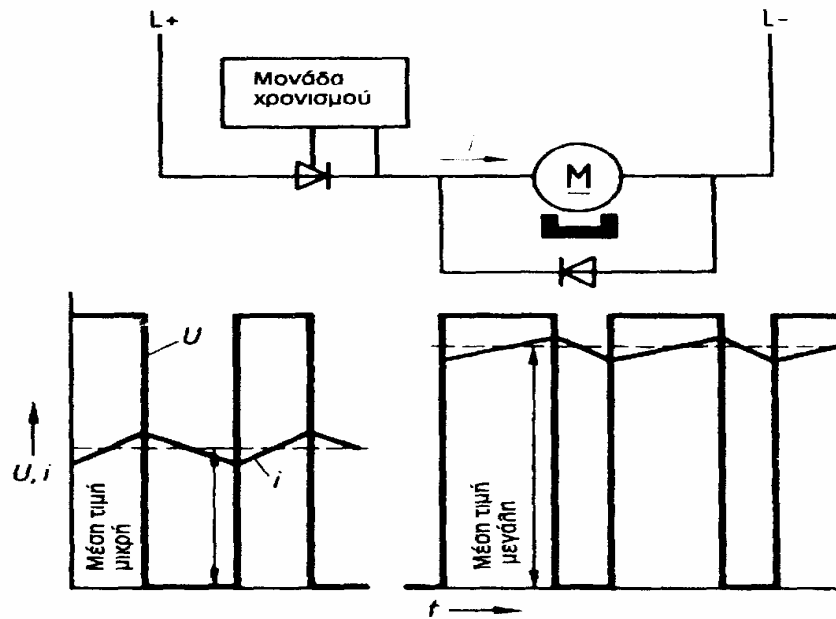 L+
L-
Μονάδα
χρονισμού
i
M
U
U, i
i
Μέση τιμή
μικρή
Μέση τιμή
μεγάλη
t